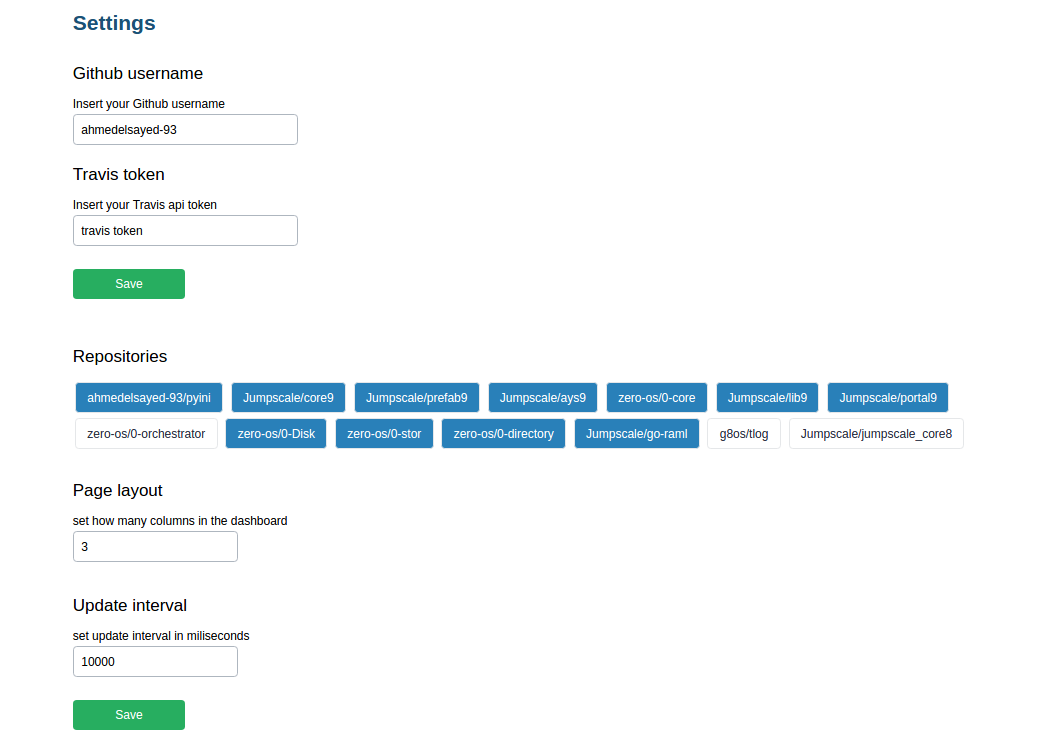 Settings
Github username
Insert your Github username
ahmedelsayed-93
Travis token
Insert your Travis api token
travis token
Save
Repositories
ahmedelsayed-93/pyini Jumpscale/core9 Jumpscale/prefab9 Jumpscale/ays9 zero-os/0-core Jumpscale/lib9 Jumpscale/portal9
zero-os/0-orchestrator zero-os/0-Disk zero-os/0-stor zero-os/0-directory Jumpscale/go-raml g8os/tlog Jumpscale/jumpscale_core8
Page layout
set how many columns in the dashboard
3
Update interval
set update interval in miliseconds
10000
Save